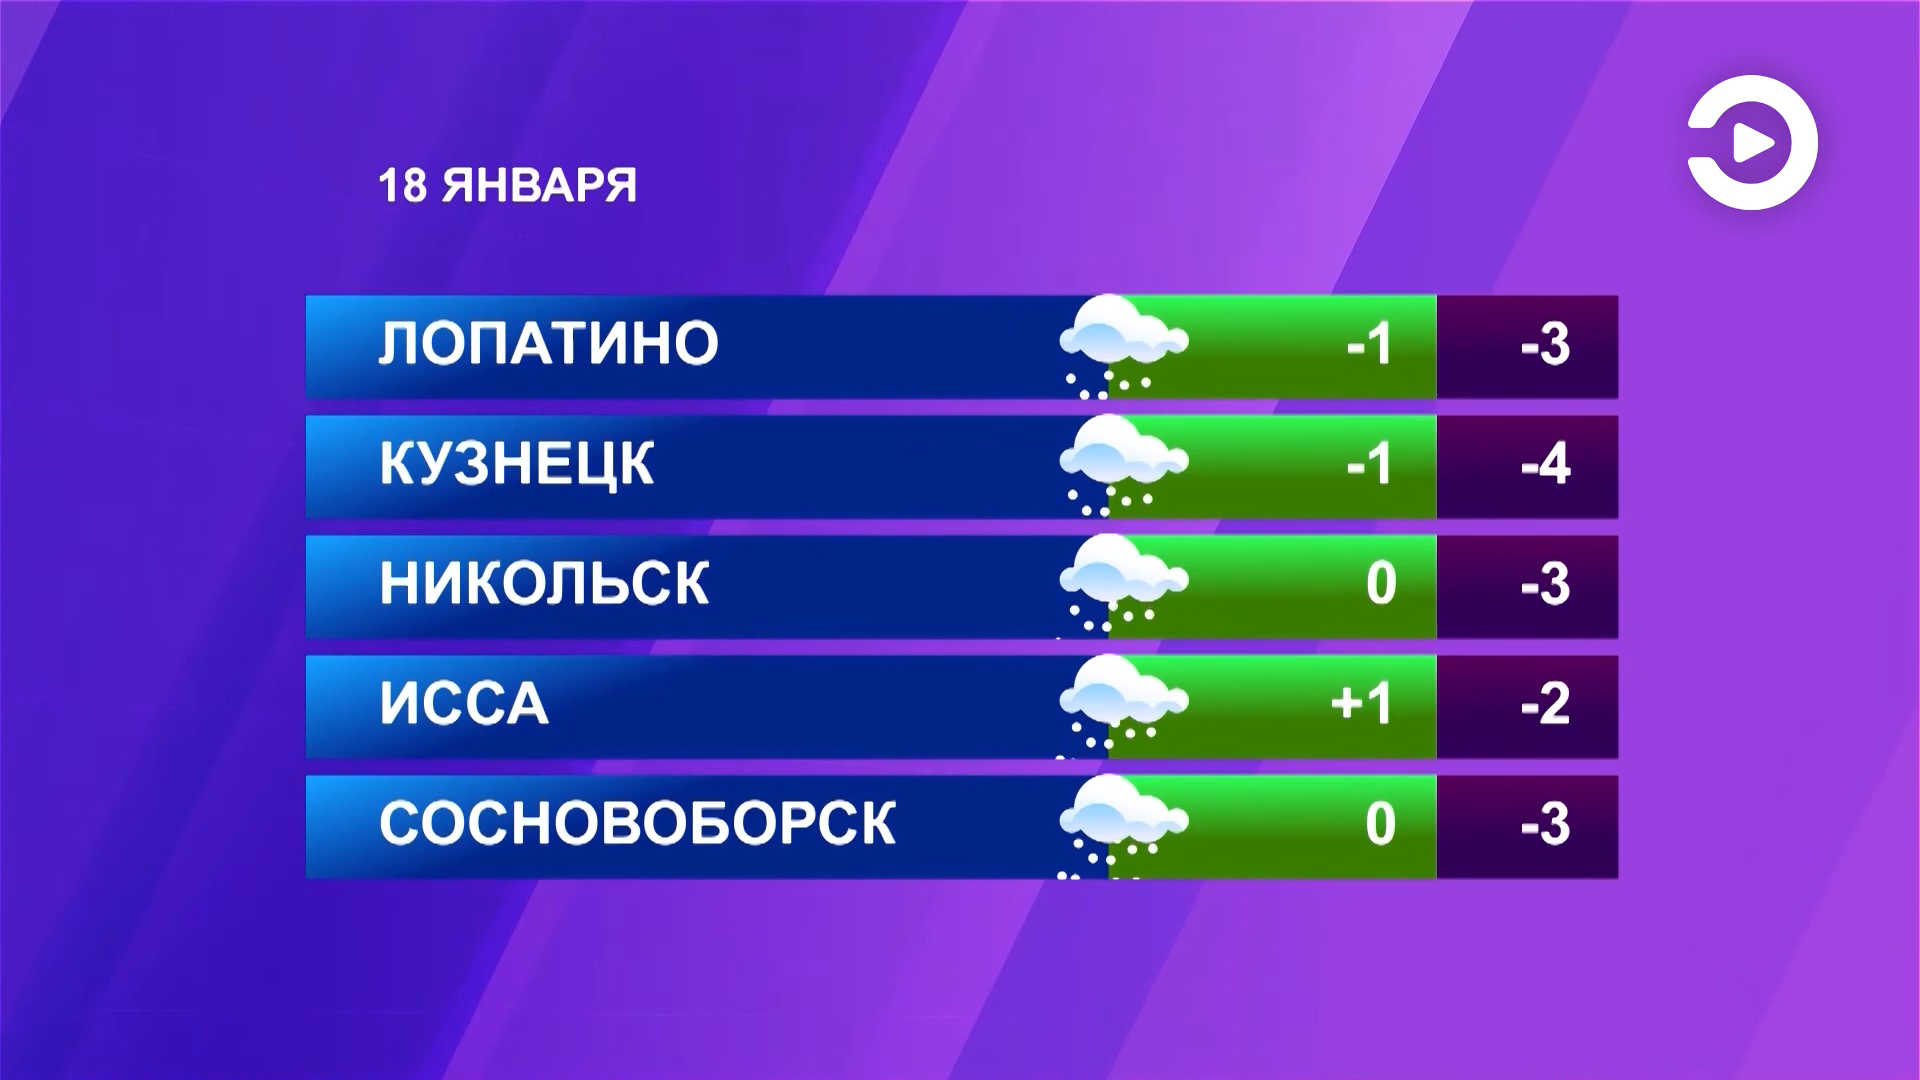 18 ЯНВАРЯ
ЛОПАТИНО -1 -3
КУЗНЕЦК -1 -4
НИКОЛЬСК 0 -3
ИССА +1 -2
СОСНОВОБОРСК 0 -3